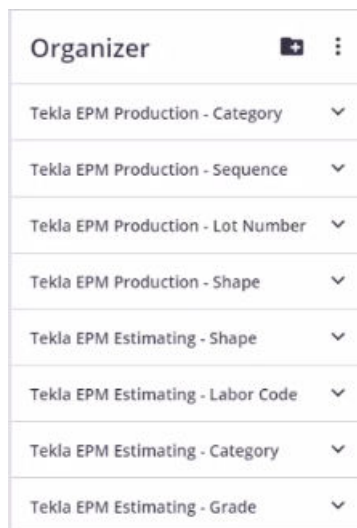 Organizer
Tekla EPM Production - Category
Tekla EPM Production - Sequence
Tekla EPM Production - Lot Number
Tekla EPM Production - Shape
Tekla EPM Estimating - Shape
Tekla EPM Estimating - Labor Code
Tekla EPM Estimating - Category
Tekla EPM Estimating - Grade